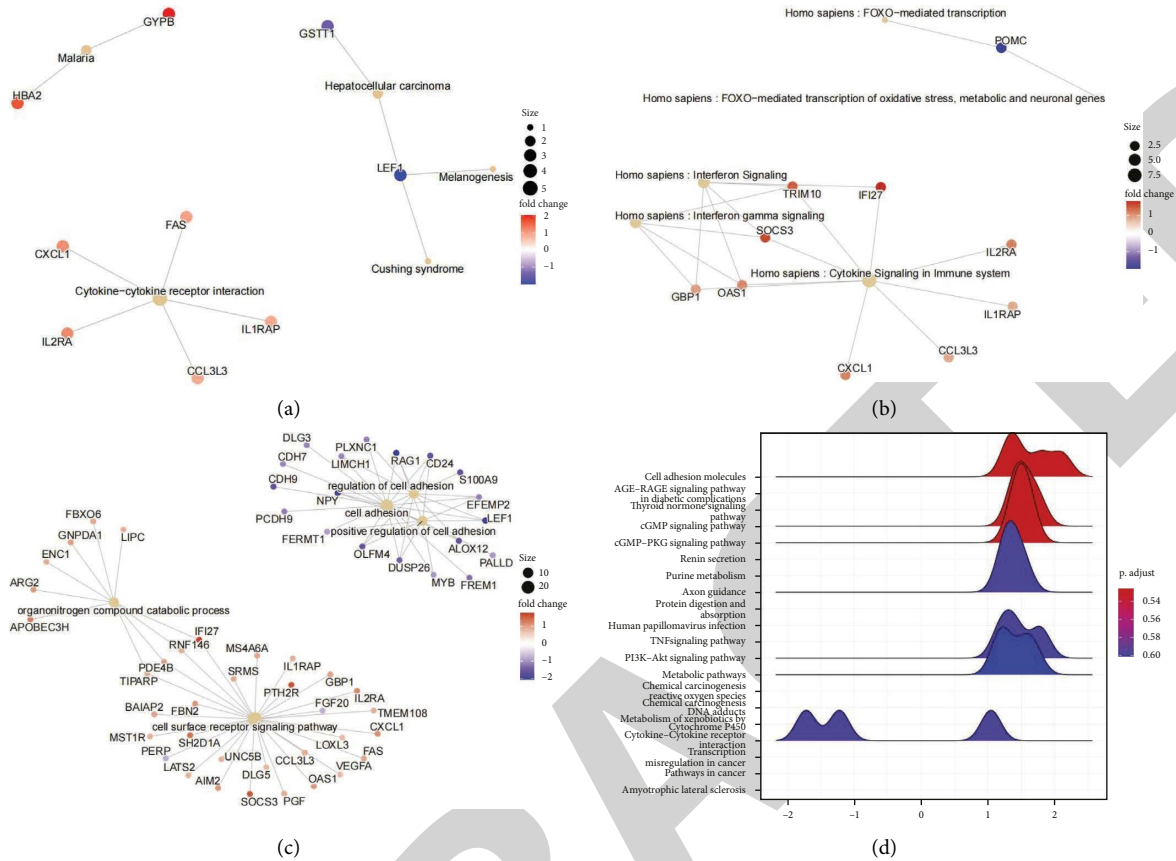 GYPB
Malaria
HBA2
GSTT1
Hepatocellular carcinoma
LEF1
Melanogenesis
Cushing syndrome
FAS
CXCL1
Cytokine−cytokine receptor interaction
IL2RA
IL1RAP
CCL3L3
Size
1
2
3
4
5
fold change
2
1
0
−1
(a)
Homo sapiens : FOXO−mediated transcription
POMC
Homo sapiens : FOXO−mediated transcription of oxidative stress, metabolic and neuronal genes
Homo sapiens : Interferon Signaling
TRIM10
IFI27
Homo sapiens : Interferon gamma signaling
SOCS3
IL2RA
Homo sapiens : Cytokine Signaling in Immune system
GBP1
OAS1
IL1RAP
CCL3L3
CXCL1
Size
2.5
5.0
7.5
fold change
1
0
−1
(b)
DLG3
PLXNC1
CDH7
LIMCH1
RAG1
CD24
CDH9
S100A9
regulation of cell adhesion
NPY
EFEMP2
cell adhesion
PCDH9
LEF1
positive regulation of cell adhesion
FERMT1
OLFM4
ALOX12
DUSP26
PALLD
MYB
FREM1
FBXO6
GNPDA1
LIPC
ENC1
ARG2
organonitrogen compound catabolic process
APOBEC3H
IFI27
RNF146
MS4A6A
PDE4B
IL1RAP
SRMS
TIPARP
GBP1
PTH2R
IL2RA
BAIAP2
FBN2
FGF20
TMEM108
cell surface receptor signaling pathway
CXCL1
MST1R
SH2D1A
LOXL3
PERP
UNC5B
CCL3L3
FAS
LATS2
DLG5
VEGFA
AIM2
OAS1
SOCS3
PGF
10
20
fold change
1
0
−1
−2
(c)
Cell adhesion molecules
AGE−RAGE signaling pathway
in diabetic complications
Thyroid normone signaling
pathway
cGMP signaling pathway
cGMP−PKG signaling pathway
Renin secretion
Purine metabolism
Axon guidance
Protein digestion and
absorption
Human papillomavirus infection
TNFsignaling pathway
PI3K−Akt signaling pathway
Metabolic pathways
Chemical carcinogenesis
reactive oxygen species
Chemical carcinogenesis
DNA adducts
Metabolism of xenobiotics by
Cytochrome P450
Cytokine−Cytokine receptor
interaction
Transcription
misregulation in cancer
Pathways in cancer
Amyotrophic lateral sclerosis
−2
−1
0
1
2
p. adjust
0.54
0.56
0.58
0.60
(d)